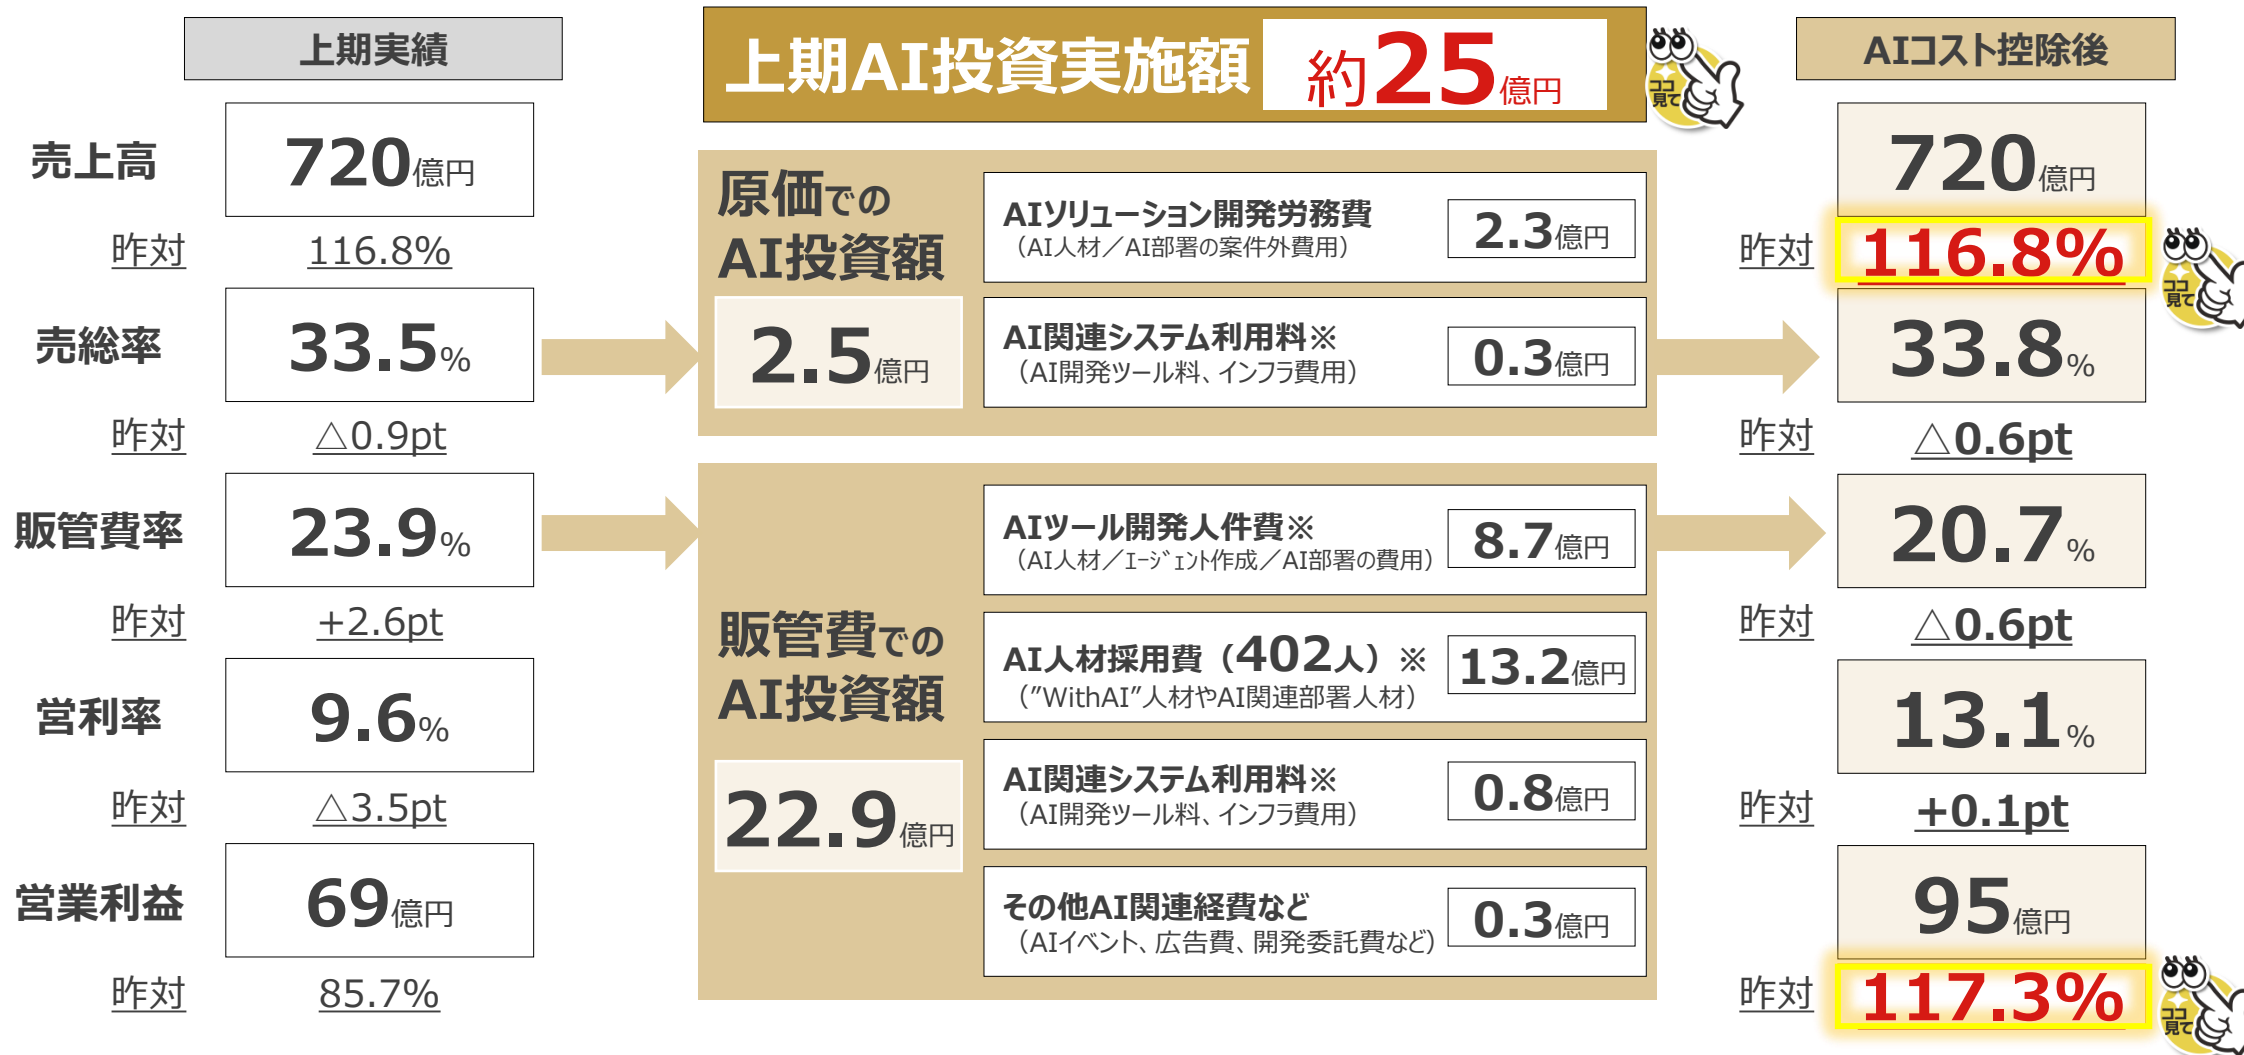 上期実績
売上高
720億円
昨対 116.8%
売総率
33.5%
昨対 △0.9pt
販管費率
23.9%
昨対 +2.6pt
営利率
9.6%
昨対 △3.5pt
営業利益
69億円
昨対 85.7%
上期AI投資実施額 約25億円
ココ
見て
原価での
AI投資額
2.5億円
AIソリューション開発労務費
（AI人材／AI部署の案件外費用）
2.3億円
AI関連システム利用料※
（AI開発ツール料、インフラ費用）
0.3億円
販管費での
AI投資額
22.9億円
AIツール開発人件費※
（AI人材／ｴｰｼﾞｪﾝﾄ作成／AI部署の費用）
8.7億円
AI人材採用費（402人）※
（”WithAI”人材やAI関連部署人材）
13.2億円
AI関連システム利用料※
（AI開発ツール料、インフラ費用）
0.8億円
その他AI関連経費など
（AIイベント、広告費、開発委託費など）
0.3億円
AIコスト控除後
720億円
昨対 116.8%
ココ
見て
33.8%
昨対 △0.6pt
20.7%
昨対 △0.6pt
13.1%
昨対 +0.1pt
95億円
昨対 117.3%
ココ
見て